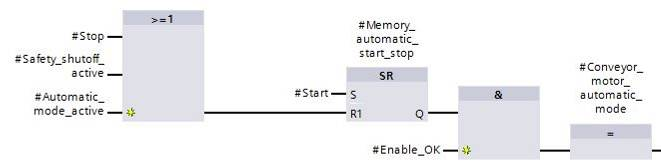 >=1
#Stop
#Safety_shutoff_
active
#Automatic_
mode_active
#Memory_
automatic_
start_stop
SR
#Start
S
R1
Q
&
#Enable_OK
#Conveyor_
motor_
automatic_
mode
=